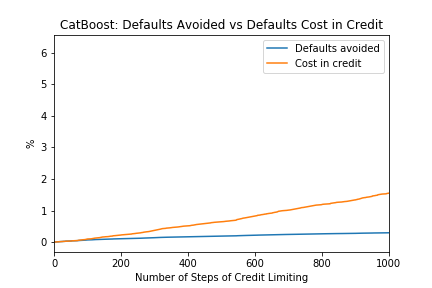 CatBoost: Defaults Avoided vs Defaults Cost in Credit
Defaults avoided
Cost in credit
6
5
4
3
2
1
0
%
0 200 400 600 800 1000
Number of Steps of Credit Limiting